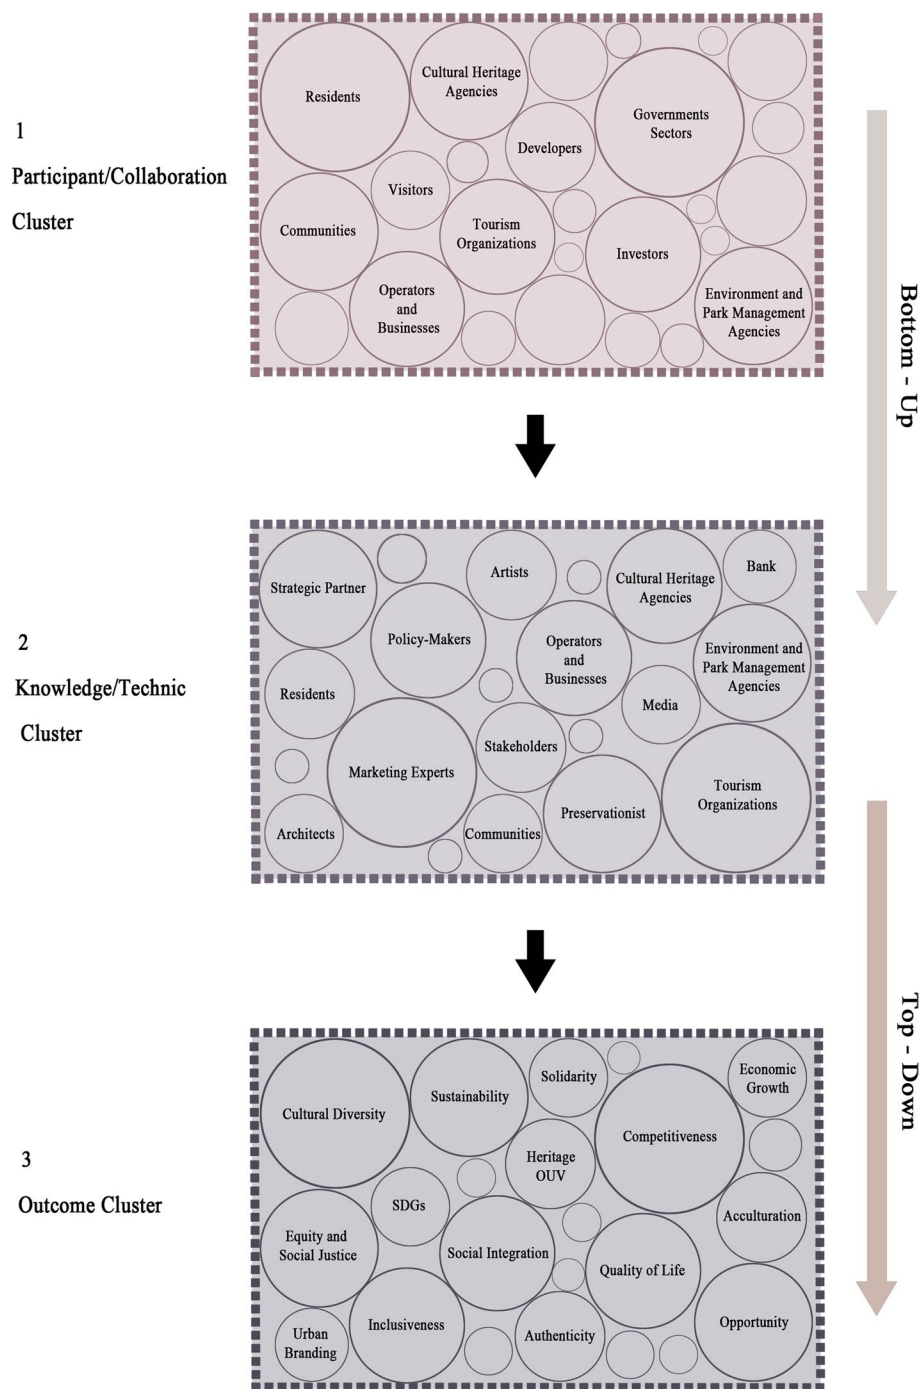 1
Participant/Collaboration
Cluster
Residents
Cultural Heritage
Agencies
Governments
Sectors
Developers
Visitors
Communities
Tourism
Organizations
Investors
Operators
and
Businesses
Environment and
Park Management
Agencies
Bottom - Up
2
Knowledge/Technic
Cluster
Strategic Partner
Artists
Cultural Heritage
Agencies
Bank
Policy-Makers
Operators
and
Businesses
Environment and
Park Management
Agencies
Residents
Media
Stakeholders
Marketing Experts
Tourism
Organizations
Preservationist
Architects
Communities
Top - Down
3
Outcome Cluster
Cultural Diversity
Sustainability
Solidarity
Economic
Growth
Competitiveness
Heritage
OUV
SDGs
Acculturation
Equity and
Social Justice
Social Integration
Quality of Life
Urban
Branding
Inclusiveness
Authenticity
Opportunity